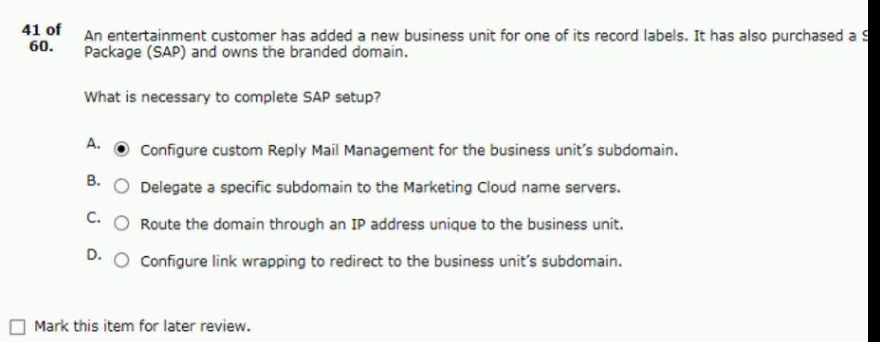 41 of
60.
An entertainment customer has added a new business unit for one of its record labels. It has also purchased a
Package (SAP) and owns the branded domain.
What is necessary to complete SAP setup?
A. Configure custom Reply Mail Management for the business unit's subdomain.
B. Delegate a specific subdomain to the Marketing Cloud name servers.
C. Route the domain through an IP address unique to the business unit.
D. Configure link wrapping to redirect to the business unit's subdomain.
Mark this item for later review.